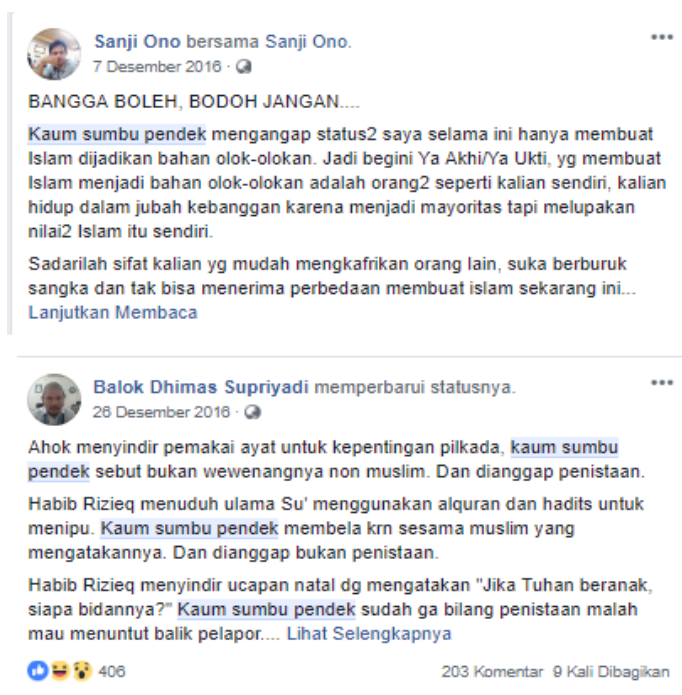 Sanji Ono bersama Sanji Ono.
7 Desember 2016 ·
BANGGA BOLEH, BODOH JANGAN....
Kaum sumbu pendek mengangap status2 saya selama ini hanya membuat
Islam dijadikan bahan olok-olokan. Jadi begini Ya Akhi/Ya Ukti, yg membuat
Islam menjadi bahan olok-olokan adalah orang2 seperti kalian sendiri, kalian
hidup dalam jubah kebanggan karena menjadi mayoritas tapi melupakan
nilai2 Islam itu sendiri.
Sadarilah sifat kalian yg mudah mengkafirkan orang lain, suka berburuk
sangka dan tak bisa menerima perbedaan membuat islam sekarang ini...
Lanjutkan Membaca
Balok Dhimas Supriyadi memperbarui statusnya.
26 Desember 2016 ·
Ahok menyindir pemakai ayat untuk kepentingan pilkada, kaum sumbu
pendek sebut bukan wewenangnya non muslim. Dan dianggap penistaan.
Habib Rizieq menuduh ulama Su' menggunakan alquran dan hadits untuk
menipu. Kaum sumbu pendek membela krn sesama muslim yang
mengatakannya. Dan dianggap bukan penistaan.
Habib Rizieq menyindir ucapan natal dg mengatakan "Jika Tuhan beranak,
siapa bidannya?" Kaum sumbu pendek sudah ga bilang penistaan malah
mau menuntut balik pelapor.... Lihat Selengkapnya
406 203 Komentar 9 Kali Dibagikan